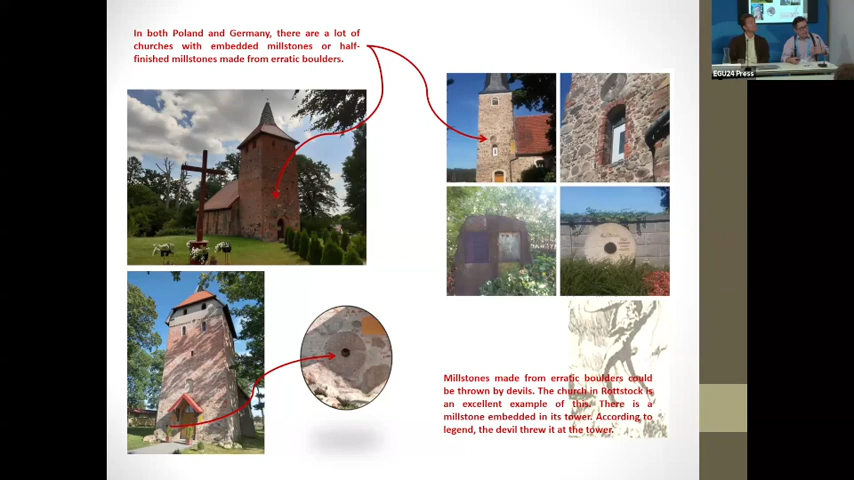 In both Poland and Germany, there are a lot of
churches with embedded millstones or half-
finished millstones made from erratic boulders.
EGU24 Press
Millstones made from erratic boulders could
be thrown by devils. The church in Rottstock is
an excellent example of this. There is a
millstone embedded in its tower. According to
legend, the devil threw it at the tower.